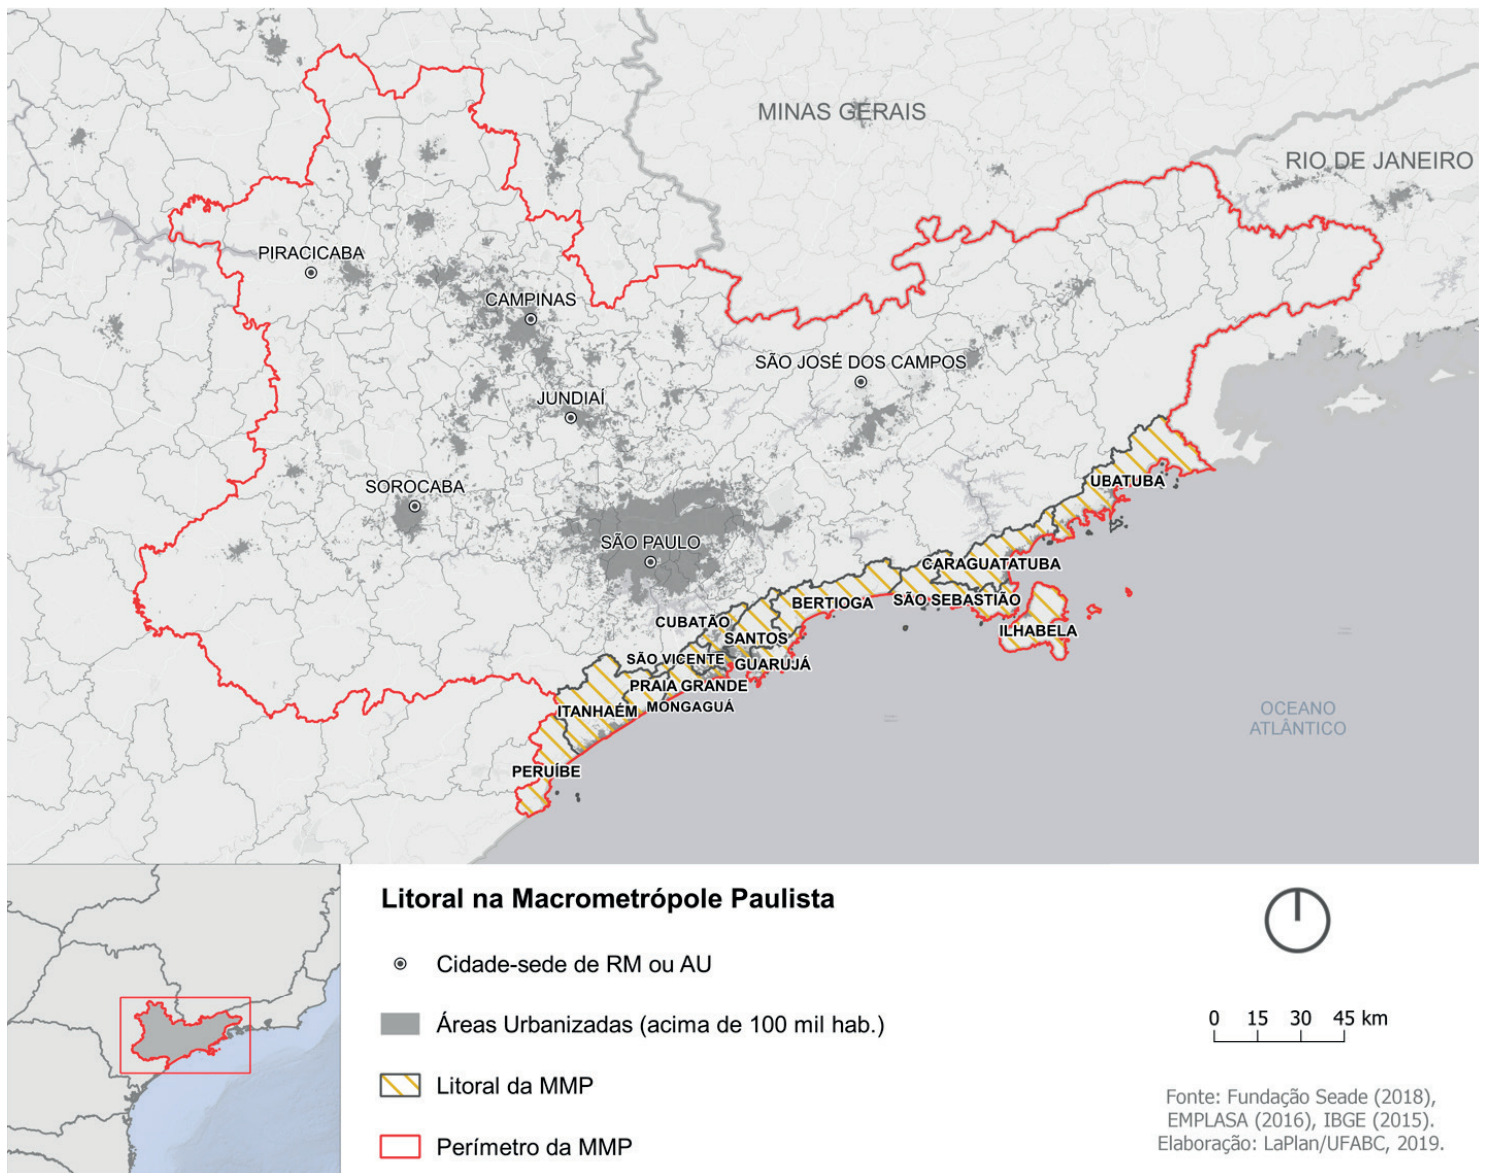 MINAS GERAIS
RIO DE JANEIRO
PIRACICABA
CAMPINAS
SÃO JOSÉ DOS CAMPOS
JUNDIAÍ
SOROCABA
UBATUBA
SÃO PAULO
CARAGUATATUBA
BERTIOGA
SÃO SEBASTIÃO
CUBATÃO
ILHABELA
SANTOS
SÃO VICENTE
GUARUJÁ
PRAIA GRANDE
ITANHAÉM
MONGAGUÁ
OCEANO
ATLÂNTICO
PERUÍBE
Litoral na Macrometrópole Paulista
Cidade-sede de RM ou AU
Áreas Urbanizadas (acima de 100 mil hab.)
Litoral da MMP
Perímetro da MMP
0 15 30 45 km
Fonte: Fundação Seade (2018),
EMPLASA (2016), IBGE (2015).
Elaboração: LaPlan/UFABC, 2019.